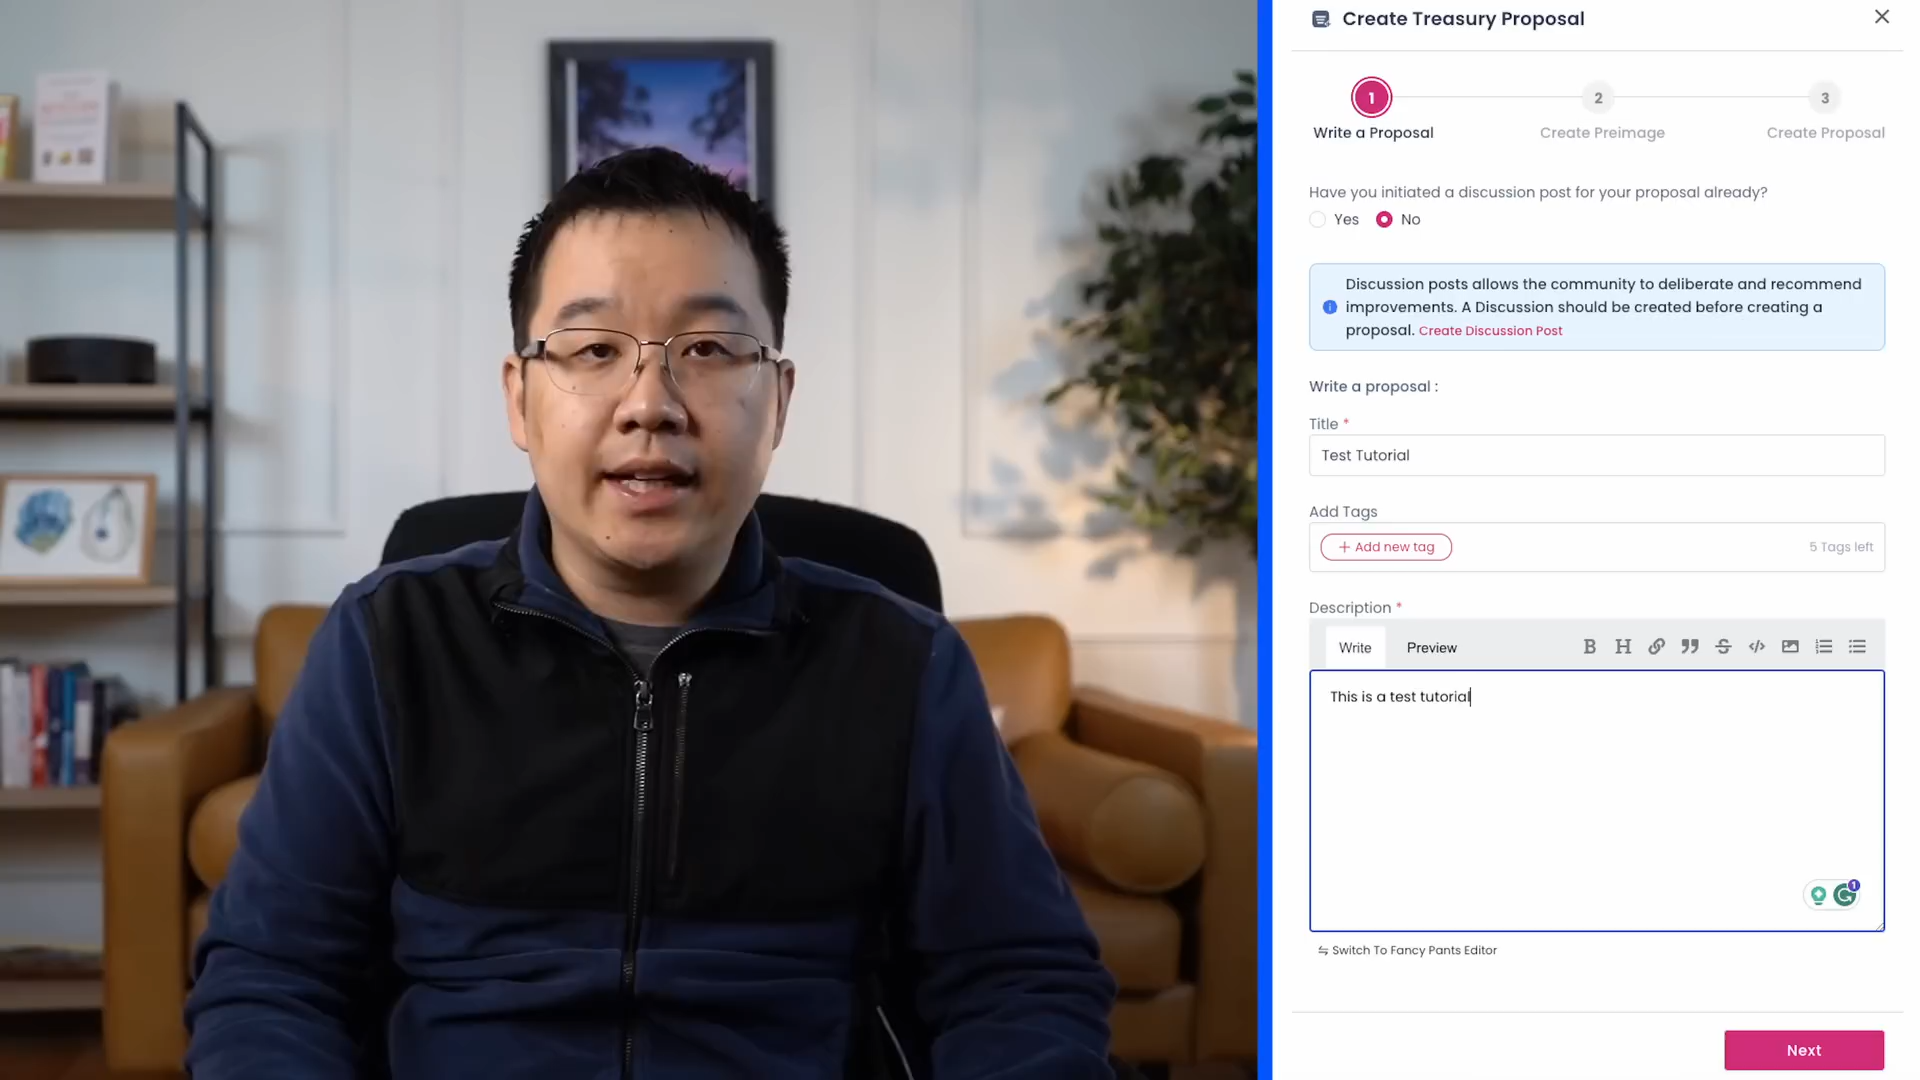 Create Treasury Proposal
1
2
3
Write a Proposal
Create Preimage
Create Proposal
Have you initiated a discussion post for your proposal already?
Yes
No
Discussion posts allows the community to deliberate and recommend
improvements. A Discussion should be created before creating a
proposal. Create Discussion Post
Write a proposal :
Title *
Test Tutorial
Add Tags
+ Add new tag
5 Tags left
Description *
Write
Preview
B
H
This is a test tutorial
1
Switch To Fancy Pants Editor
Next